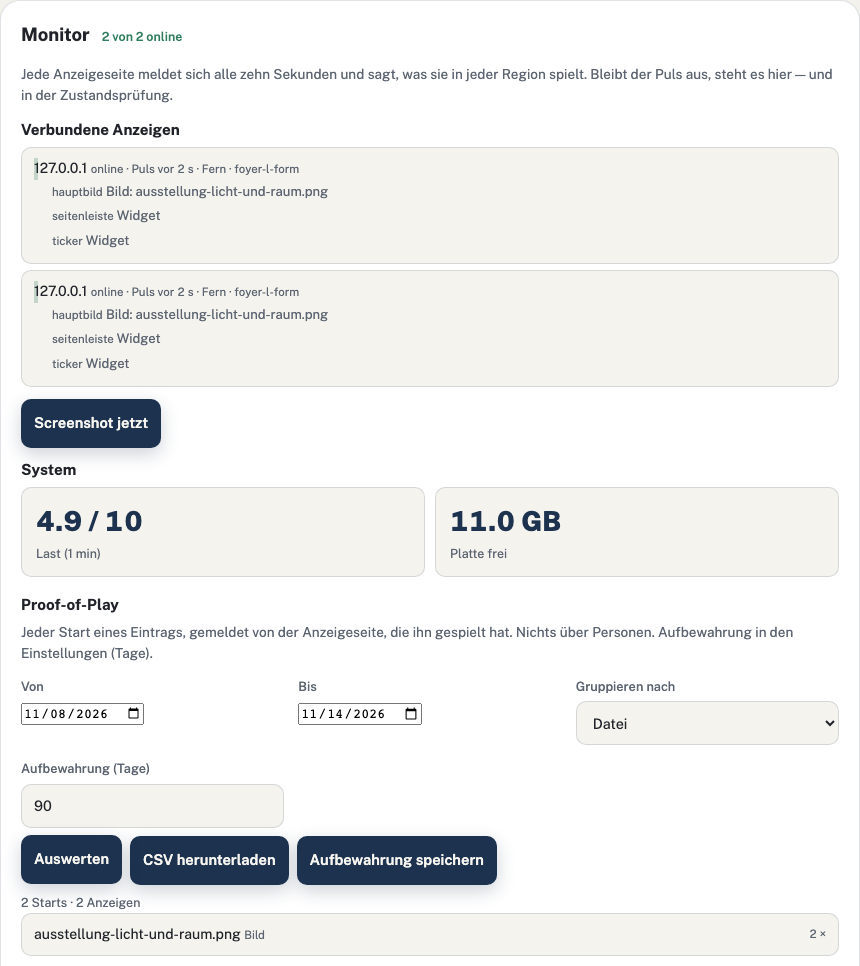 Monitor 2 von 2 online
Jede Anzeigeseite meldet sich alle zehn Sekunden und sagt, was sie in jeder Region spielt. Bleibt der Puls aus, steht es hier — und
in der Zustandsprüfung.
Verbundene Anzeigen
127.0.0.1 online · Puls vor 2 s · Fern · foyer-l-form
hauptbild Bild: ausstellung-licht-und-raum.png
seitenleiste Widget
ticker Widget
127.0.0.1 online · Puls vor 2 s · Fern · foyer-l-form
hauptbild Bild: ausstellung-licht-und-raum.png
seitenleiste Widget
ticker Widget
Screenshot jetzt
System
4.9 / 10
Last (1 min)
11.0 GB
Platte frei
Proof-of-Play
Jeder Start eines Eintrags, gemeldet von der Anzeigeseite, die ihn gespielt hat. Nichts über Personen. Aufbewahrung in den
Einstellungen (Tage).
Von
11/08/2026
Bis
11/14/2026
Gruppieren nach
Datei
Aufbewahrung (Tage)
90
Auswerten
CSV herunterladen
Aufbewahrung speichern
2 Starts · 2 Anzeigen
ausstellung-licht-und-raum.png Bild 2 ×